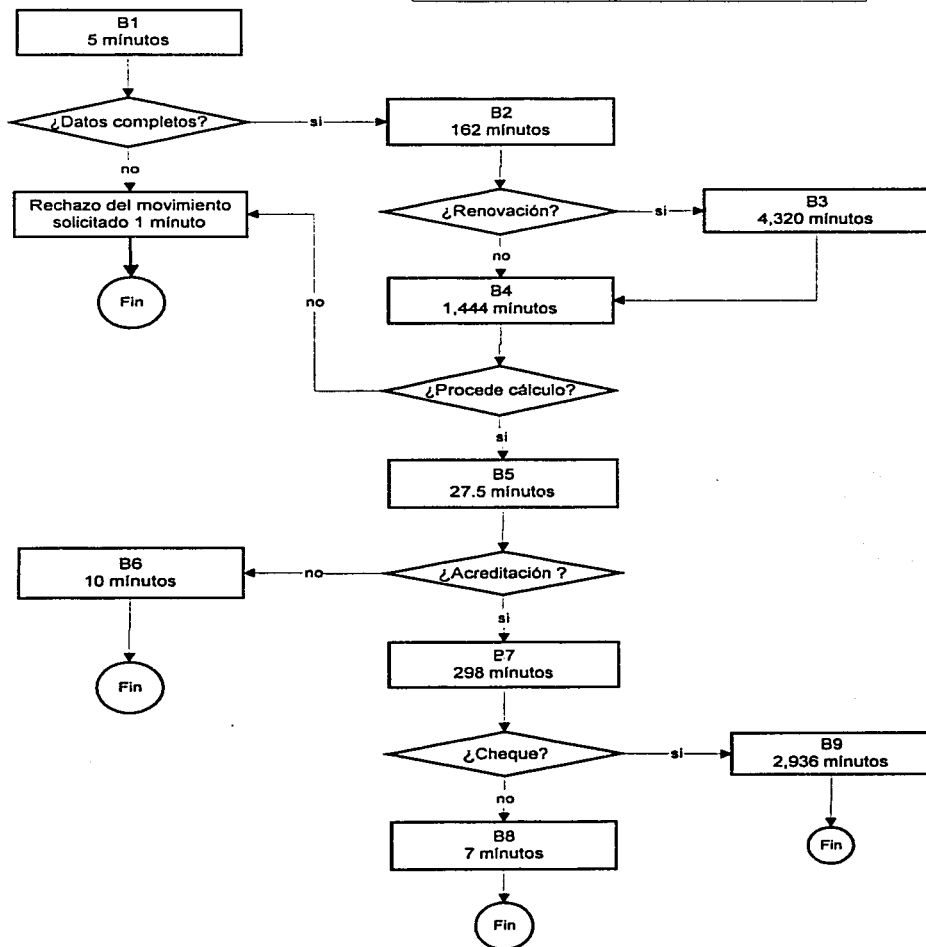 B1
5 minutos
¿Datos completos?
si
B2
162 minutos
no
Rechazo del movimiento
solicitado 1 minuto
¿Renovación?
si
B3
4,320 minutos
no
Fin
no
B4
1,444 minutos
¿Procede cálculo?
si
B5
27.5 minutos
B6
10 minutos
no
¿Acreditación ?
si
Fin
B7
298 minutos
¿Cheque?
si
B9
2,936 minutos
no
B8
7 minutos
Fin
Fin